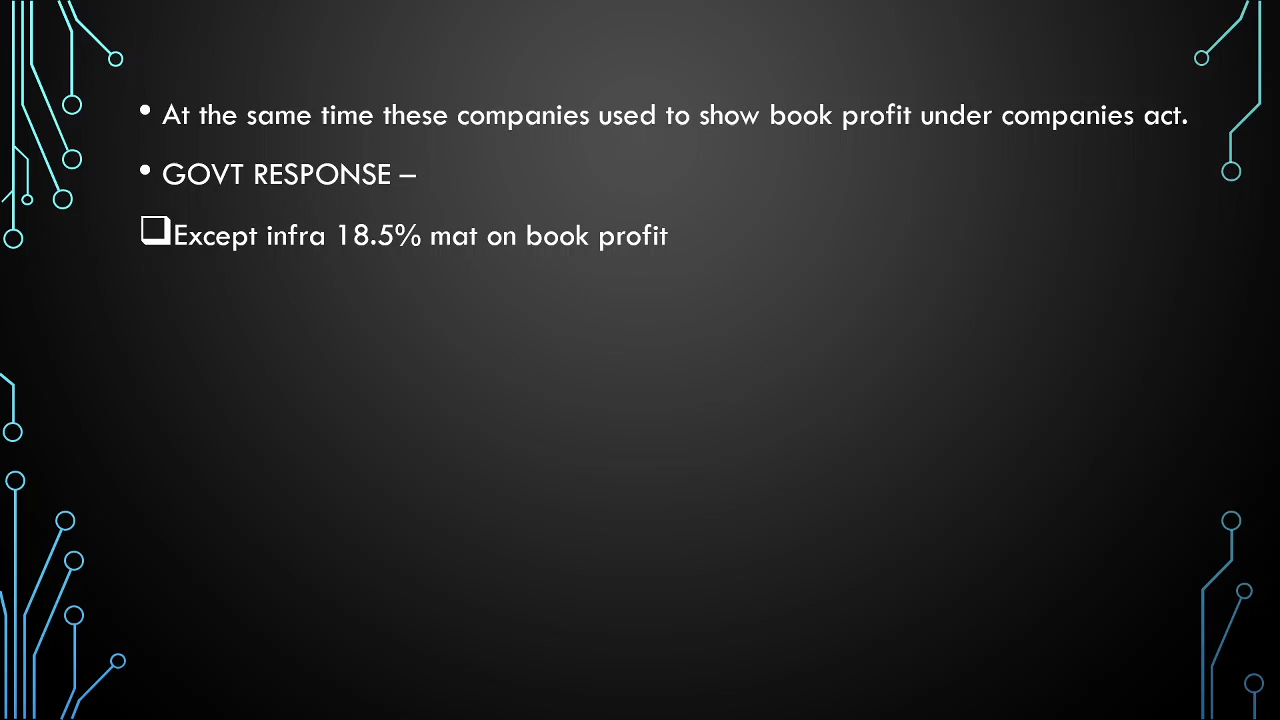 • At the same time these companies used to show book profit under companies act.
• GOVT RESPONSE –
❑Except infra 18.5% mat on book profit